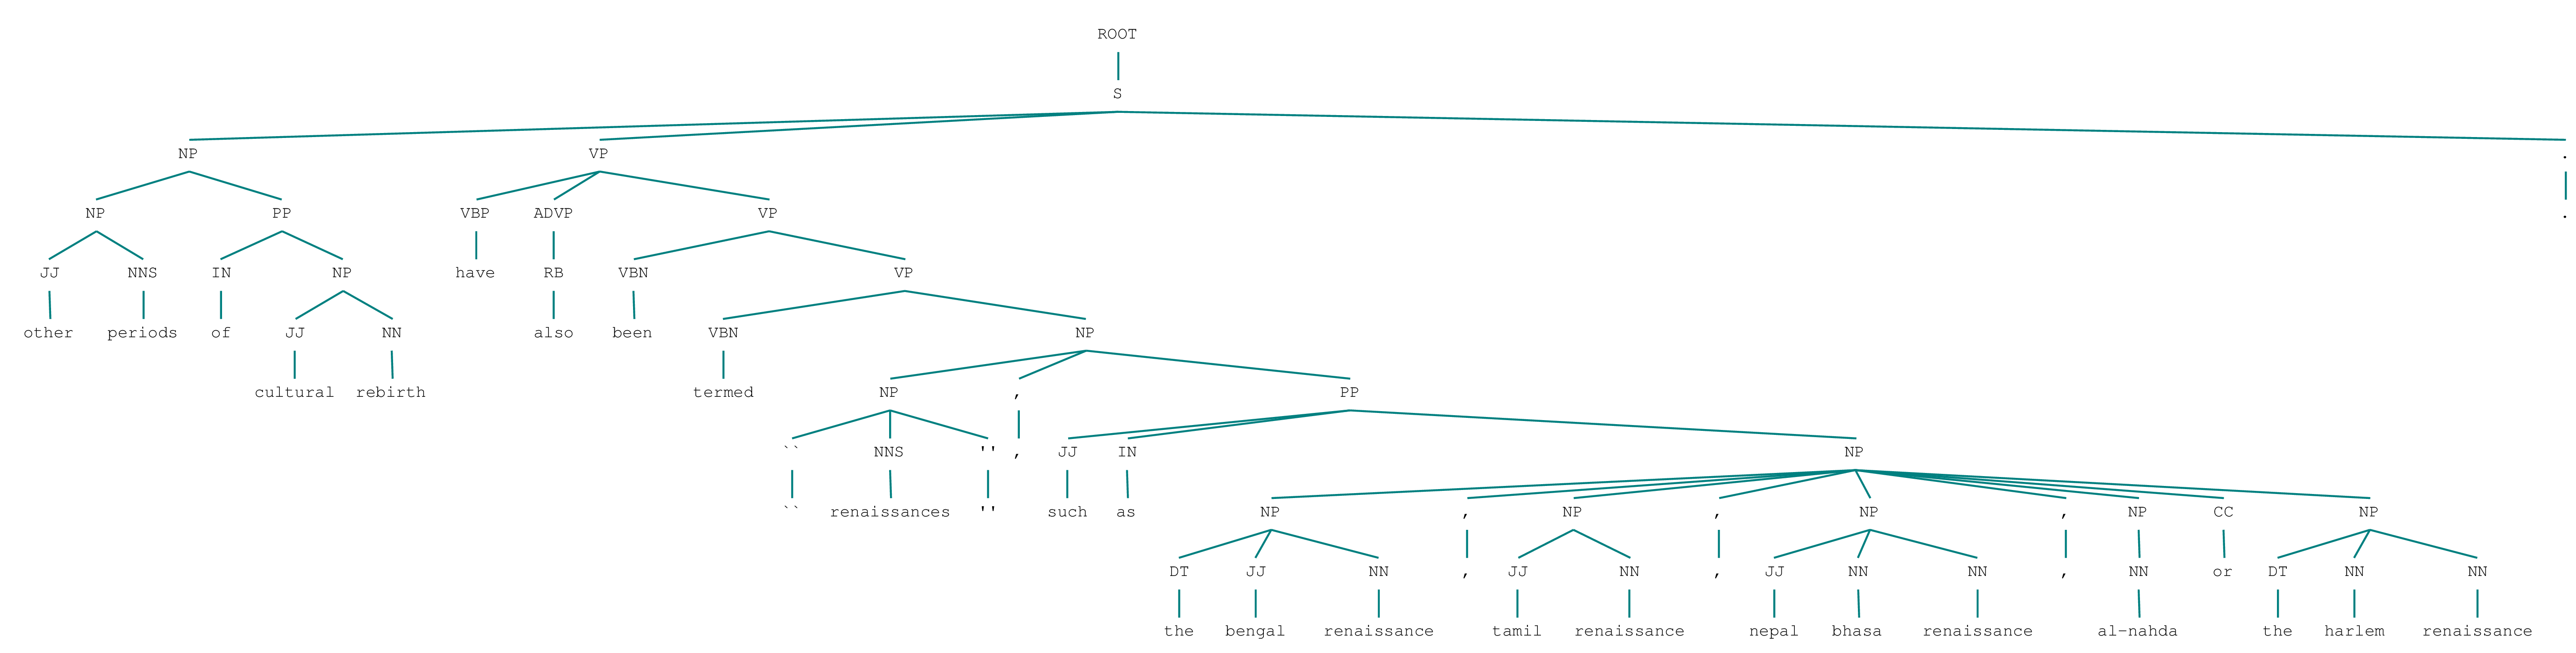 ROOT
S
NP VP .
NP PP VBP ADVP VP .
JJ NNS IN NP have RB VBN VP
other periods of JJ NN also been VBN NP
cultural rebirth termed NP , PP
`` NNS '' , JJ IN NP
`` renaissances '' such as NP , NP , NP , NP CC NP
DT JJ NN , JJ NN , JJ NN NN , NN or DT NN NN
the bengal renaissance tamil renaissance nepal bhasa renaissance al-nahda the harlem renaissance